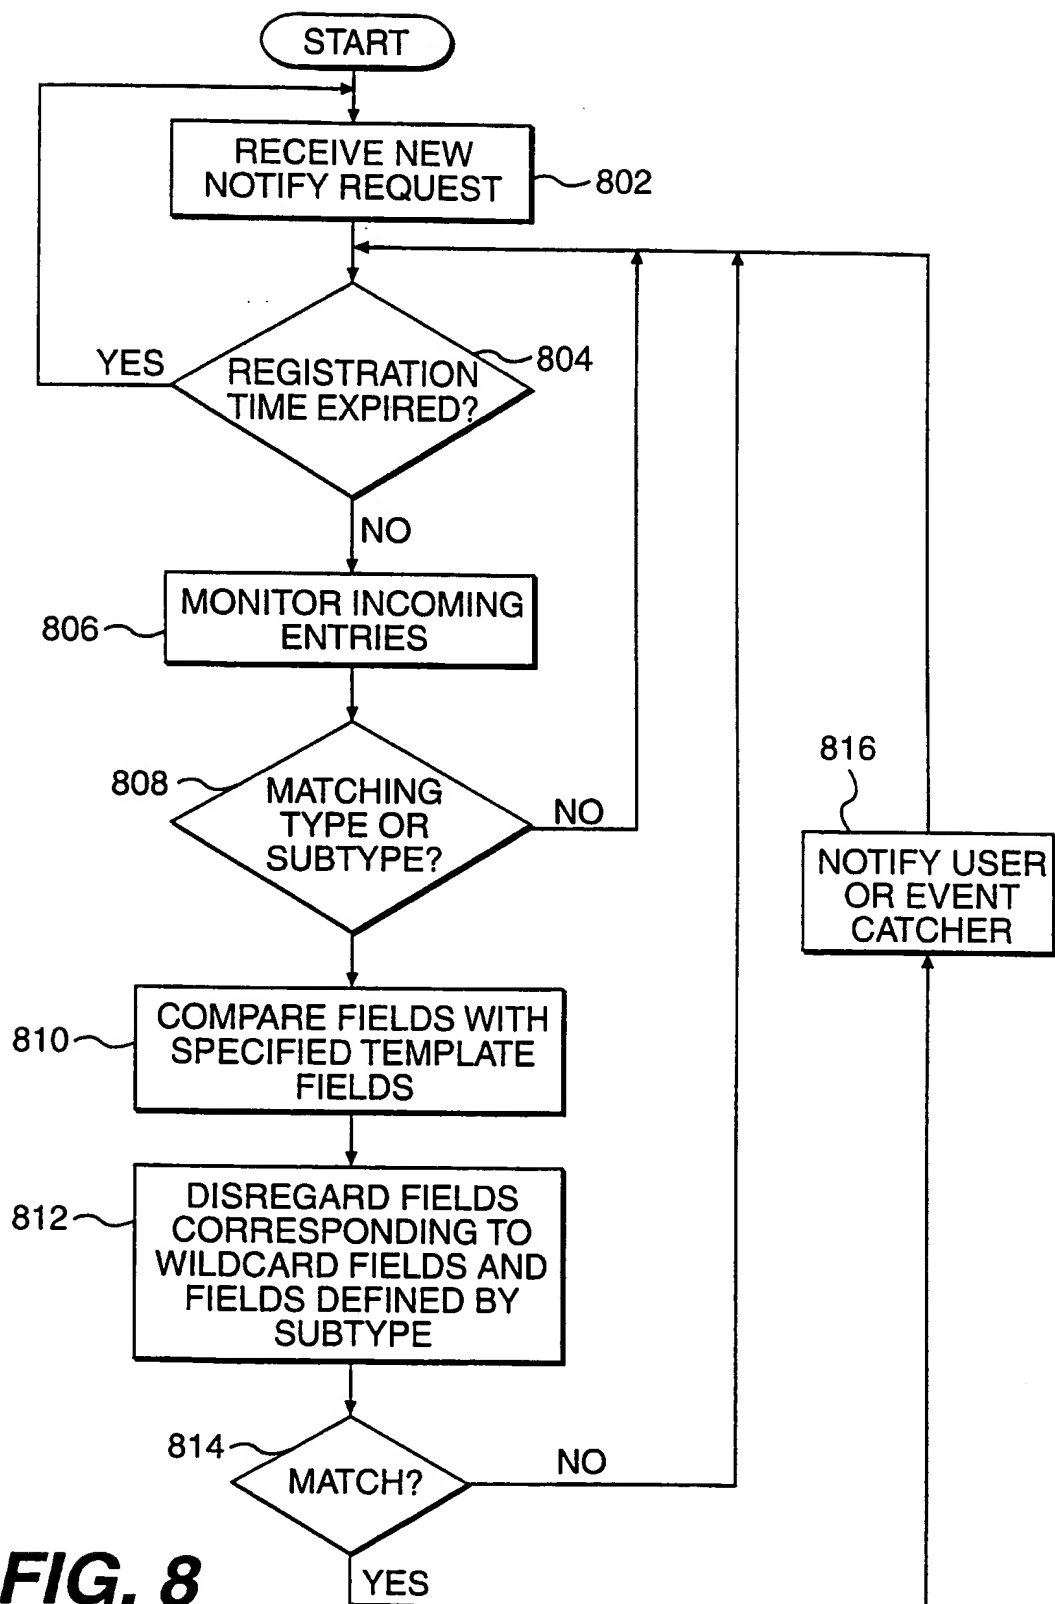 START
RECEIVE NEW
NOTIFY REQUEST
802
YES
REGISTRATION
TIME EXPIRED?
804
NO
MONITOR INCOMING
ENTRIES
806
808
MATCHING
TYPE OR
SUBTYPE?
NO
816
NOTIFY USER
OR EVENT
CATCHER
810
COMPARE FIELDS WITH
SPECIFIED TEMPLATE
FIELDS
812
DISREGARD FIELDS
CORRESPONDING TO
WILDCARD FIELDS AND
FIELDS DEFINED BY
SUBTYPE
814
MATCH?
NO
YES
FIG. 8